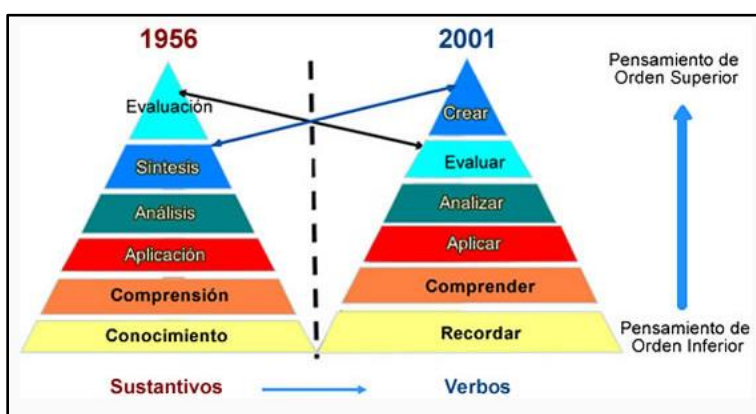 1956
2001
Pensamiento de
Orden Superior
Evaluación
Crear
Síntesis
Evaluar
Análisis
Analizar
Aplicación
Aplicar
Comprensión
Comprender
Conocimiento
Recordar
Pensamiento de
Orden Inferior
Sustantivos
Verbos